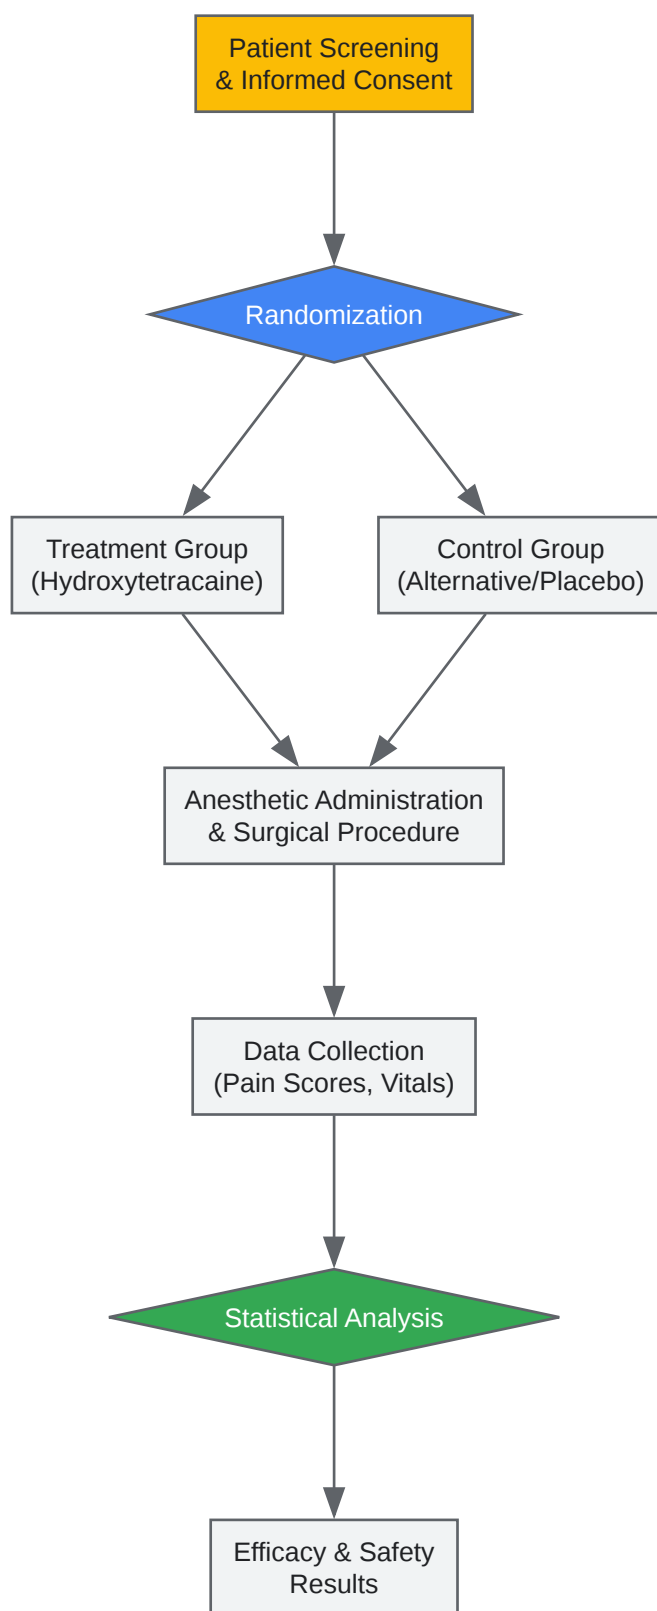 Patient Screening
& Informed Consent
Randomization
Treatment Group
(Hydroxytetracaine)
Control Group
(Alternative/Placebo)
Anesthetic Administration
& Surgical Procedure
Data Collection
(Pain Scores, Vitals)
Statistical Analysis
Efficacy & Safety
Results